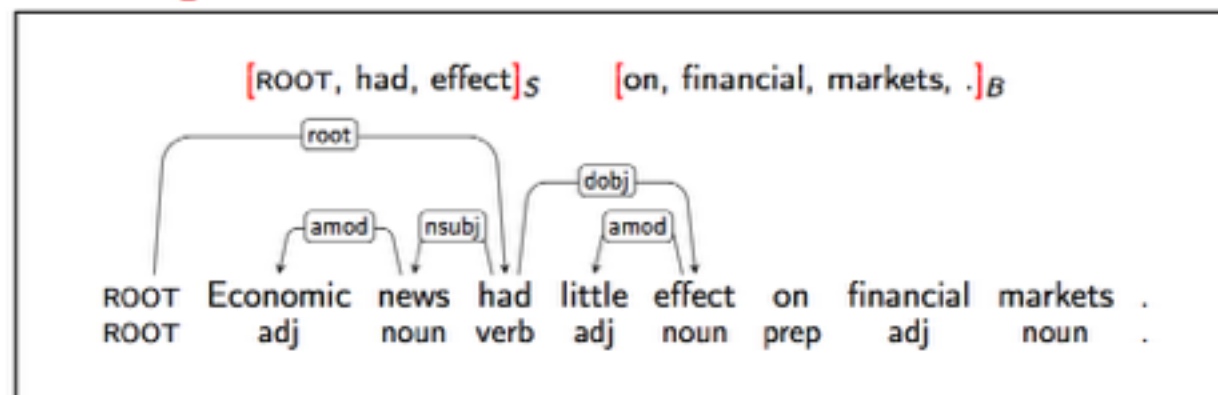 [ROOT, had, effect]S [on, financial, markets, .]B
root
dobj
amod nsubj amod
ROOT Economic news had little effect on financial markets .
ROOT adj noun verb adj noun prep adj noun .